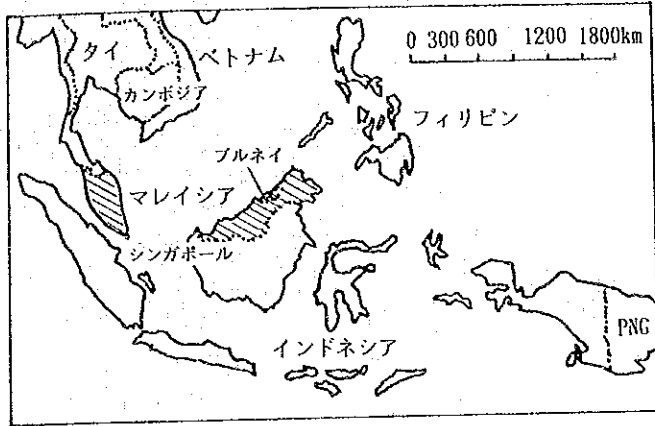 タイ
ベトナム
0 300 600 1200 1800km
カンボジア
フィリピン
ブルネイ
マレイシア
シンガポール
インドネシア
PNG